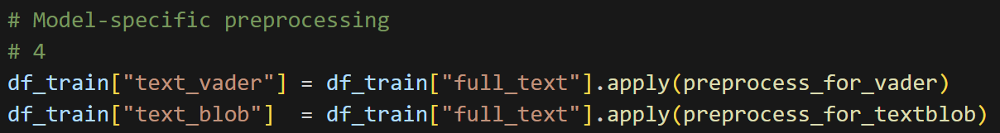 # Model-specific preprocessing
# 4
df_train["text_vader"] = df_train["full_text"].apply(preprocess_for_vader)
df_train["text_blob"]  = df_train["full_text"].apply(preprocess_for_textblob)